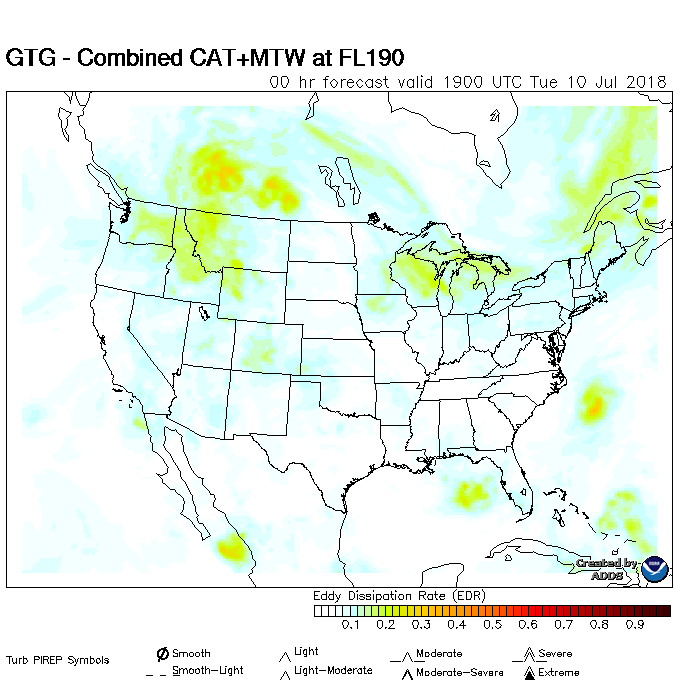 GTG - Combined CAT+MTW at FL190
00 hr forecast valid 1900 UTC Tue 10 Jul 2018
Created by
ADDS
Eddy Dissipation Rate (EDR)
0.1 0.2 0.3 0.4 0.5 0.6 0.7 0.8 0.9
Turb PIREP Symbols
Smooth Light Moderate Severe
Smooth-Light Light-Moderate Moderate-Severe Extreme